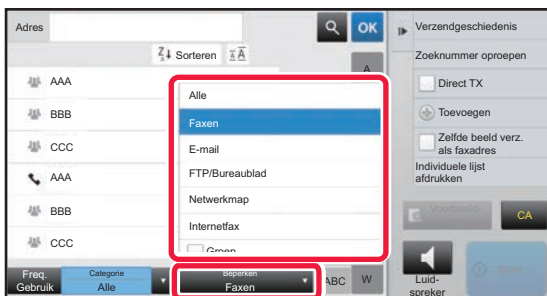 Adres
OK
Sorteren
A
AAA
BBB
CCC
AAA
BBB
CCC
Alle
Faxen
E-mail
FTP/Bureaublad
Netwerkmap
Internetfax
Groep
Freq.
Gebruik
Categorie
Alle
Beperken
Faxen
ABC
W
Verzendgeschiedenis
Zoeknummer oproepen
Direct TX
Toevoegen
Zelfde beeld verz.
als faxadres
Individuele lijst
afdrukken
Voorbeeld-
CA
Luid-
spreker
Start